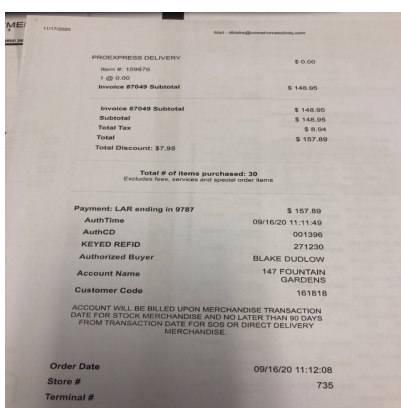 11/17/2020
PROEXPRESS DELIVERY
$ 0.00
Item #: 159876
1 @ 0.00
Invoice 87049 Subtotal $ 148.95
Invoice 87049 Subtotal $ 148.95
Subtotal $ 148.95
Total Tax $ 8.94
Total $ 157.89
Total Discount: $7.95
Total # of items purchased: 30
Excludes fees, services and special order items
Payment: LAR ending in 9787 $ 157.89
AuthTime 09/16/20 11:11:49
AuthCD 001396
KEYED REFID 271230
Authorized Buyer BLAKE DUDLOW
Account Name 147 FOUNTAIN
GARDENS
Customer Code 161818
ACCOUNT WILL BE BILLED UPON MERCHANDISE TRANSACTION
DATE FOR STOCK MERCHANDISE AND NO LATER THAN 90 DAYS
FROM TRANSACTION DATE FOR SOS OR DIRECT DELIVERY
MERCHANDISE.
Order Date 09/16/20 11:12:08
Store # 735
Terminal #